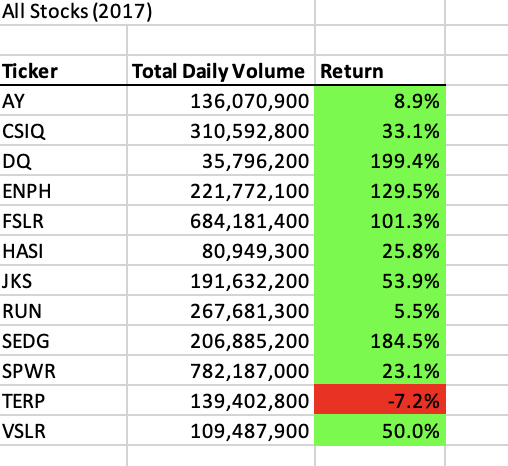 All Stocks (2017)
Ticker Total Daily Volume Return
AY 136,070,900 8.9%
CSIQ 310,592,800 33.1%
DQ 35,796,200 199.4%
ENPH 221,772,100 129.5%
FSLR 684,181,400 101.3%
HASI 80,949,300 25.8%
JKS 191,632,200 53.9%
RUN 267,681,300 5.5%
SEDG 206,885,200 184.5%
SPWR 782,187,000 23.1%
TERP 139,402,800 -7.2%
VSLR 109,487,900 50.0%